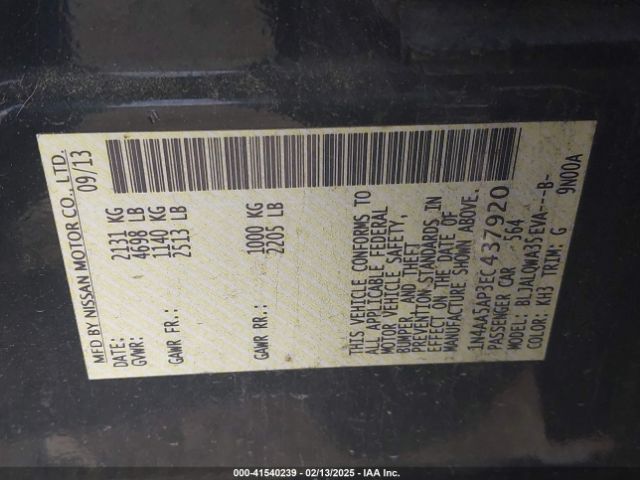 MFD BY NISSAN MOTOR CO., LTD.
DATE: 09/13
GVWR: 2131 KG
4698 LB
GAWR FR.: 1140 KG
2513 LB
GAWR RR.: 1000 KG
2205 LB
THIS VEHICLE CONFORMS TO
ALL APPLICABLE FEDERAL
MOTOR VEHICLE SAFETY,
BUMPER, AND THEFT
PREVENTION STANDARDS IN
EFFECT ON THE DATE OF
MANUFACTURE SHOWN ABOVE.
1N4AA5AP3EC437920
PASSENGER CAR 564
MODEL: BLJALQWA35EVA---B-
COLOR: KH3 TRIM: G 9N00A
000-41540239 - 02/13/2025 - IAA Inc.